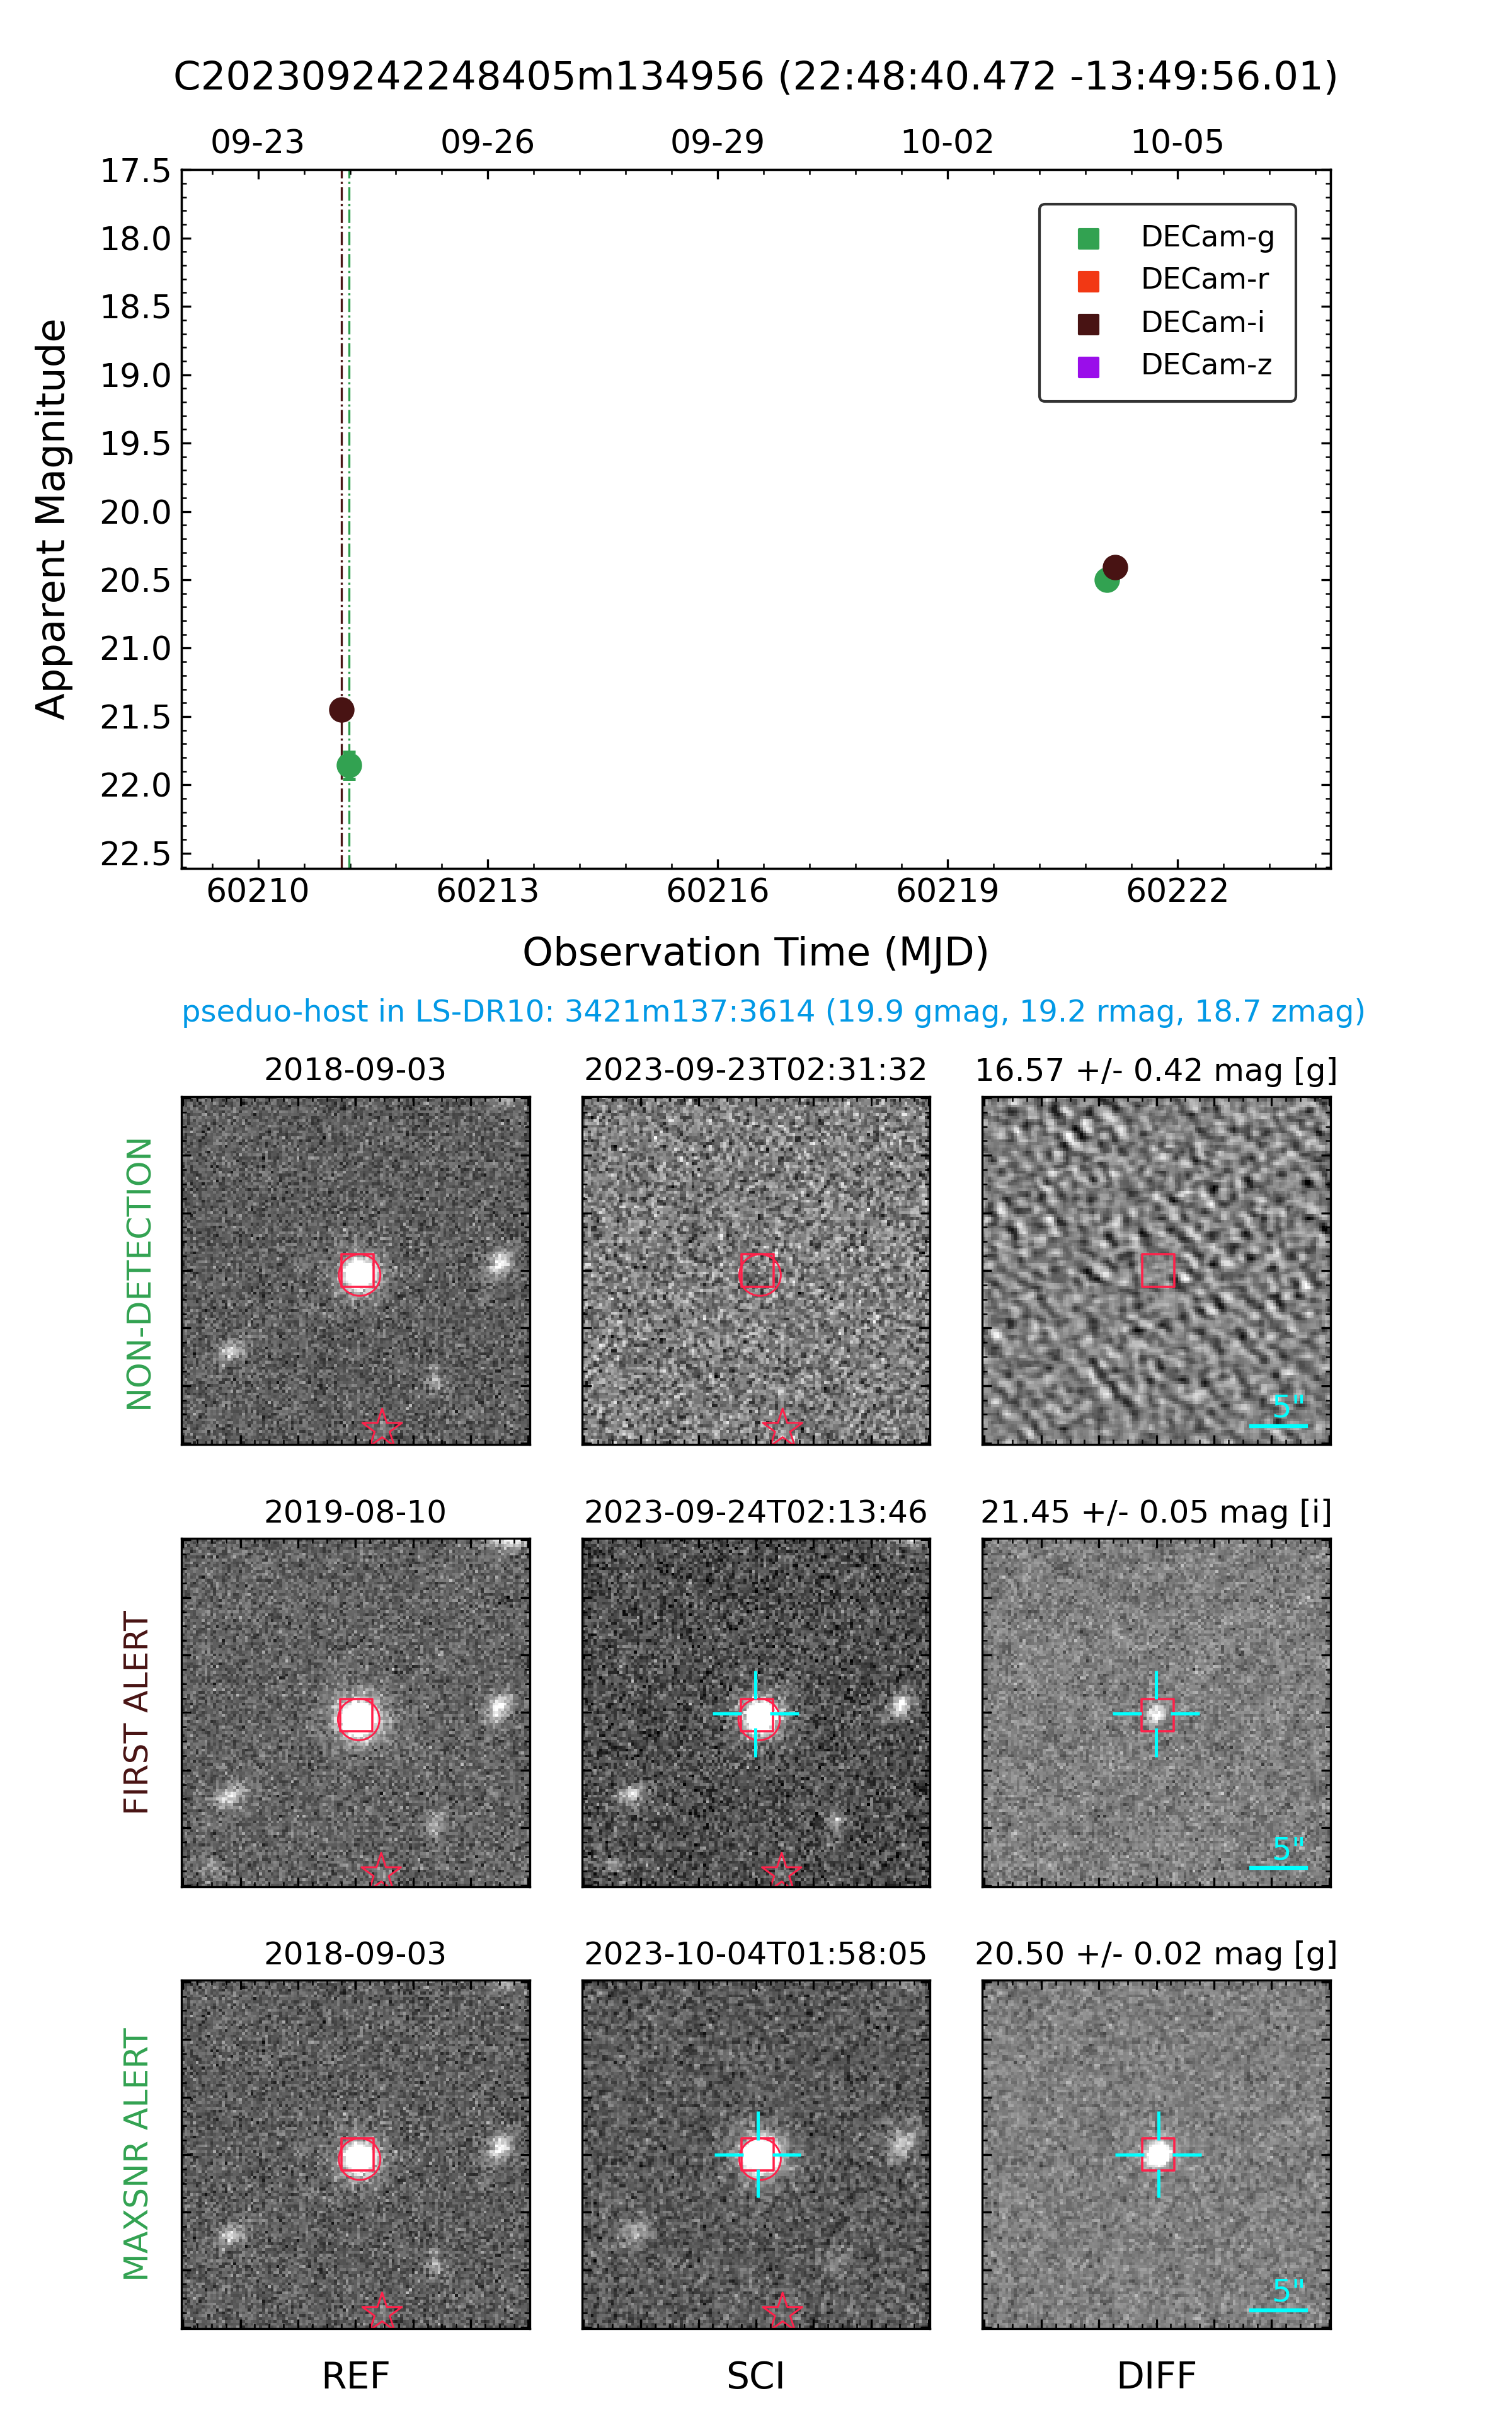 C202309242248405m134956 (22:48:40.472 -13:49:56.01)
09-23 09-26 09-29 10-02 10-05
17.5
18.0
18.5
19.0
19.5
20.0
20.5
21.0
21.5
22.0
22.5
Apparent Magnitude
DECam-g
DECam-r
DECam-i
DECam-z
60210 60213 60216 60219 60222
Observation Time (MJD)
pseduo-host in LS-DR10: 3421m137:3614 (19.9 gmag, 19.2 rmag, 18.7 zmag)
2018-09-03 2023-09-23T02:31:32 16.57 +/- 0.42 mag [g]
NON-DETECTION
5"
2019-08-10 2023-09-24T02:13:46 21.45 +/- 0.05 mag [i]
FIRST ALERT
5"
2018-09-03 2023-10-04T01:58:05 20.50 +/- 0.02 mag [g]
MAXSNR ALERT
5"
REF SCI DIFF